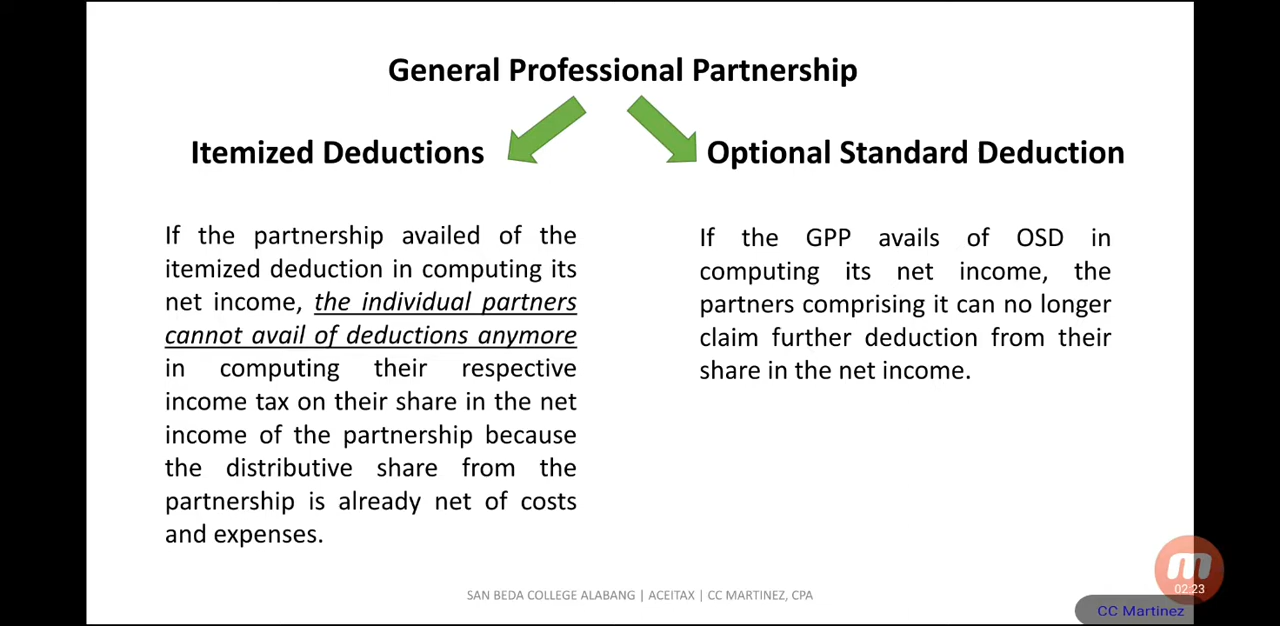 General Professional Partnership
Itemized Deductions
If the partnership availed of the
itemized deduction in computing its
net income, the individual partners
cannot avail of deductions anymore
in computing their respective
income tax on their share in the net
income of the partnership because
the distributive share from the
partnership is already net of costs
and expenses.
Optional Standard Deduction
If the GPP avails of OSD in
computing its net income, the
partners comprising it can no longer
claim further deduction from their
share in the net income.
SAN BEDA COLLEGE ALABANG | ACEITAX | CC MARTINEZ, CPA
02:23
CC Martinez